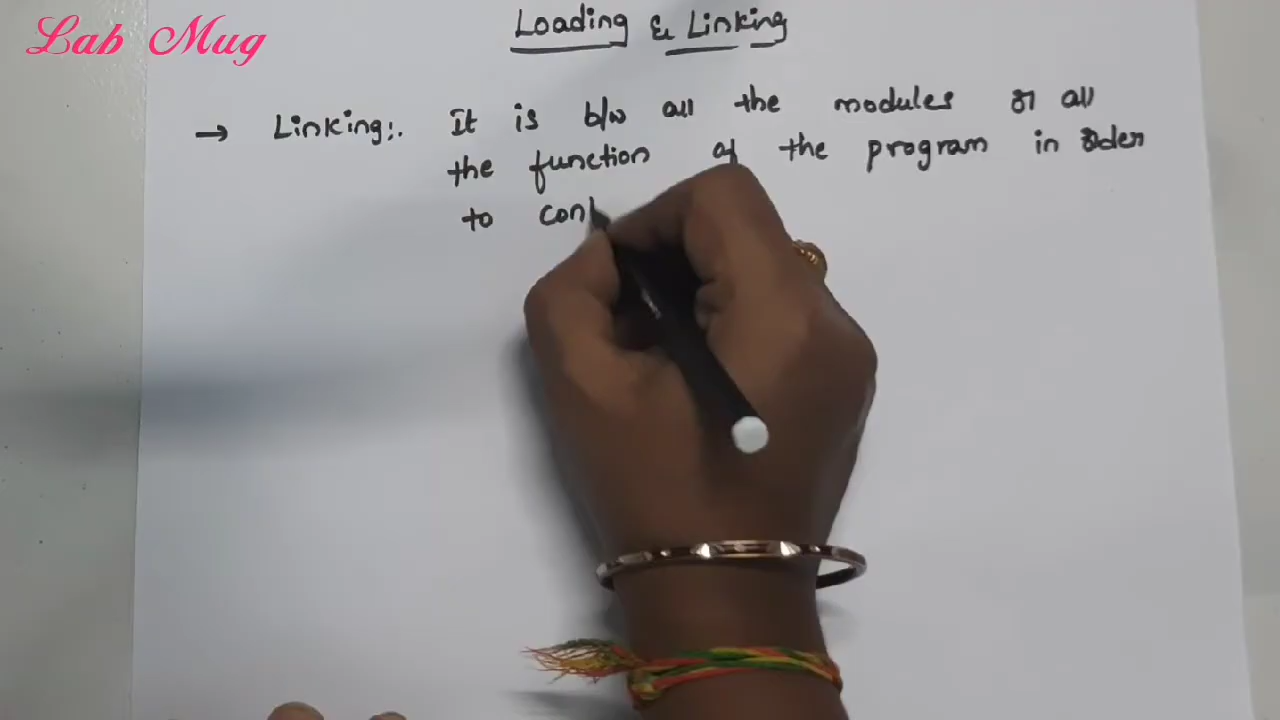 Lab Mug
Loading & Linking
→ Linking:. It is b/w all the modules or all
the function of the program in order
to con